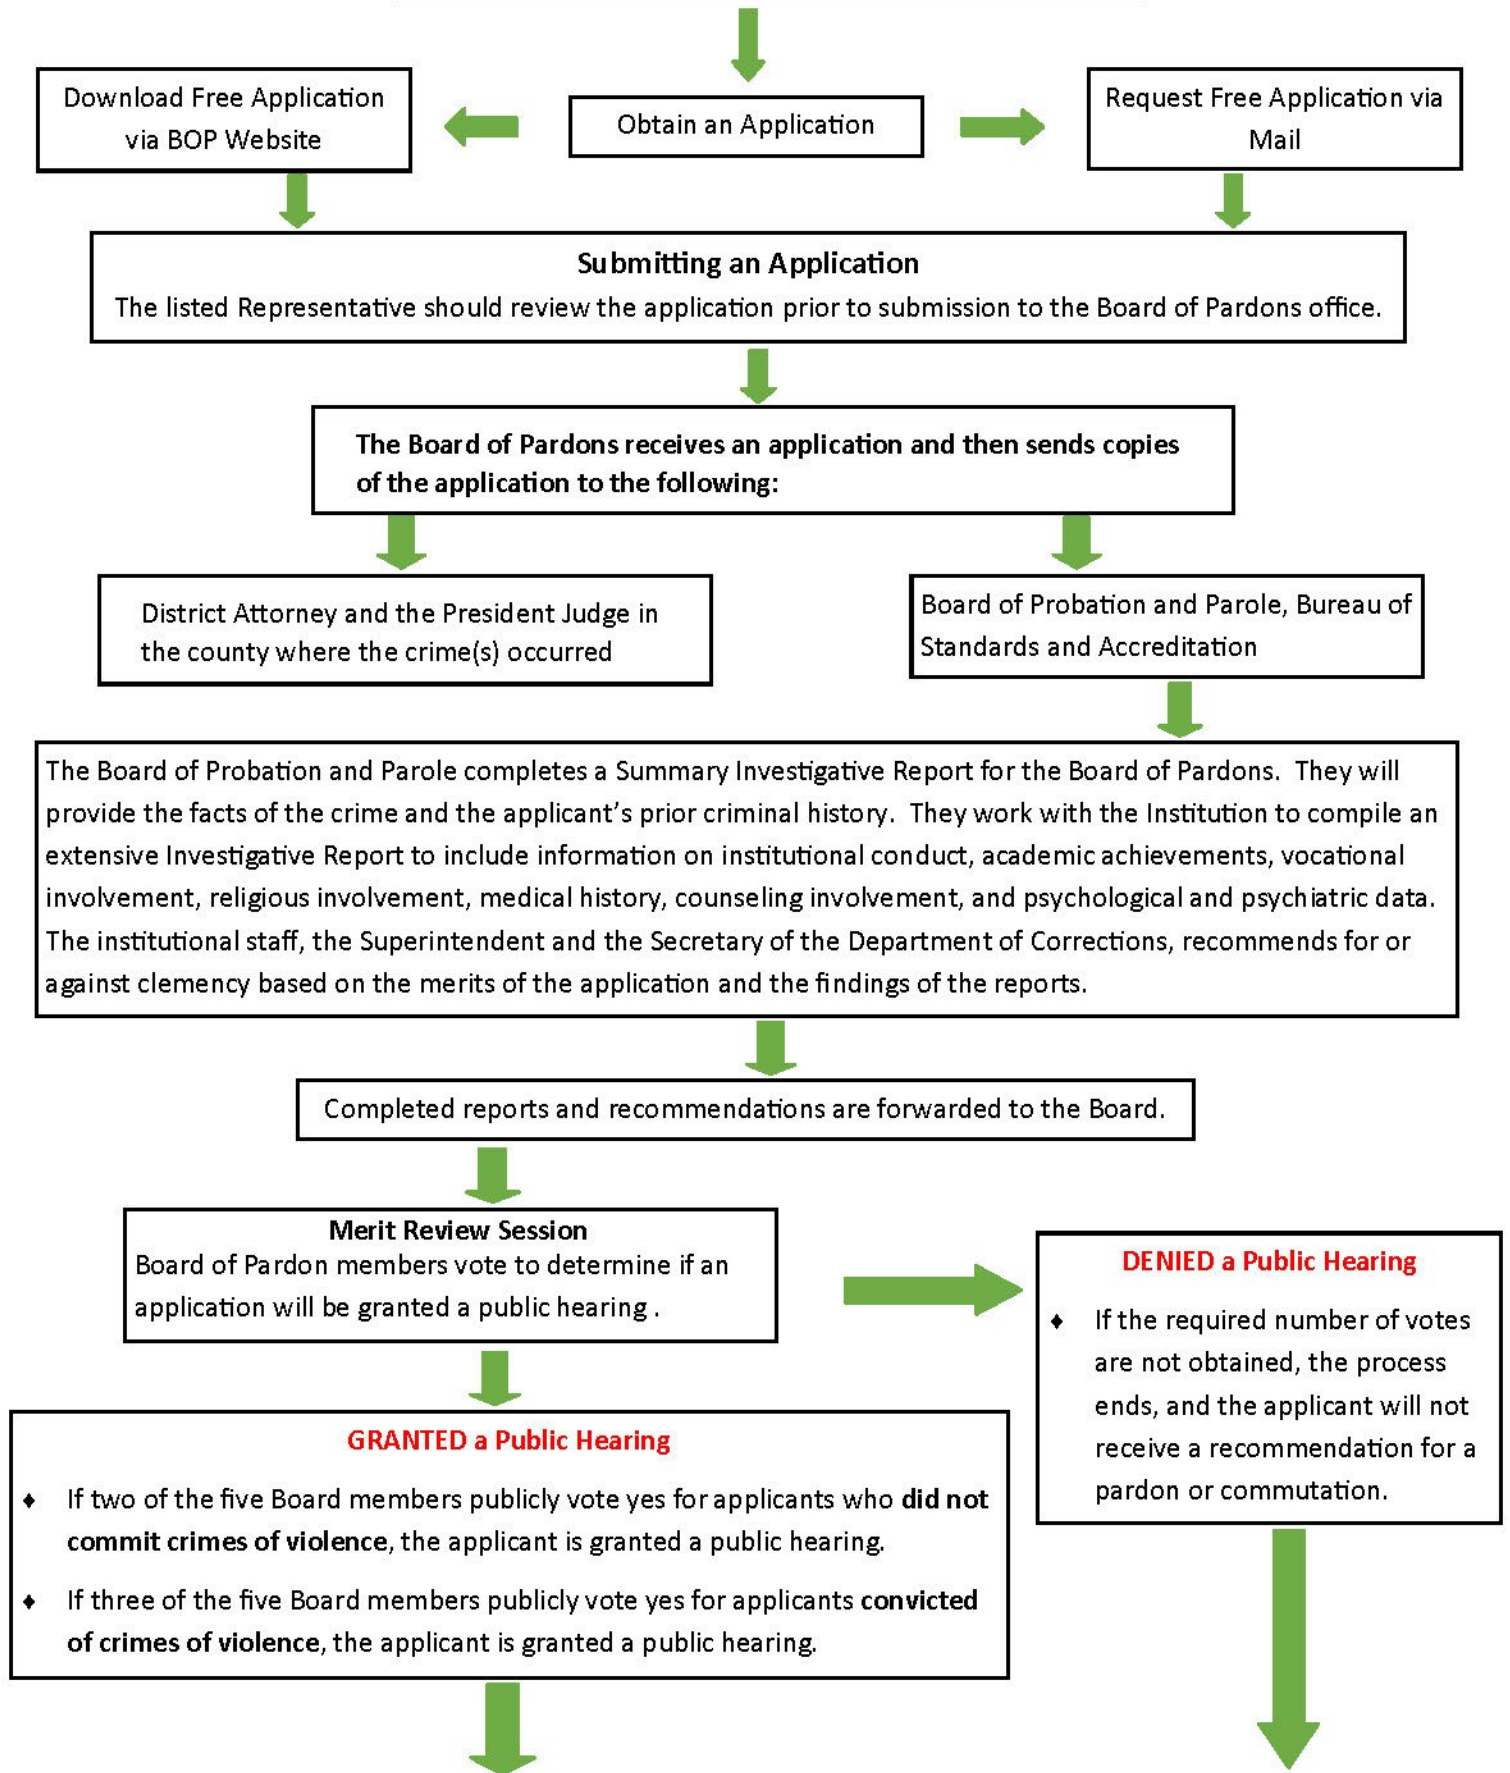 Download Free Application
via BOP Website
Obtain an Application
Request Free Application via
Mail
Submitting an Application
The listed Representative should review the application prior to submission to the Board of Pardons office.
The Board of Pardons receives an application and then sends copies
of the application to the following:
District Attorney and the President Judge in
the county where the crime(s) occurred
Board of Probation and Parole, Bureau of
Standards and Accreditation
The Board of Probation and Parole completes a Summary Investigative Report for the Board of Pardons.  They will
provide the facts of the crime and the applicant’s prior criminal history.  They work with the Institution to compile an
extensive Investigative Report to include information on institutional conduct, academic achievements, vocational
involvement, religious involvement, medical history, counseling involvement, and psychological and psychiatric data.
The institutional staff, the Superintendent and the Secretary of the Department of Corrections, recommends for or
against clemency based on the merits of the application and the findings of the reports.
Completed reports and recommendations are forwarded to the Board.
Merit Review Session
Board of Pardon members vote to determine if an
application will be granted a public hearing .
DENIED a Public Hearing
♦ If the required number of votes
are not obtained, the process
ends, and the applicant will not
receive a recommendation for a
pardon or commutation.
GRANTED a Public Hearing
♦ If two of the five Board members publicly vote yes for applicants who did not
commit crimes of violence, the applicant is granted a public hearing.
♦ If three of the five Board members publicly vote yes for applicants convicted
of crimes of violence, the applicant is granted a public hearing.